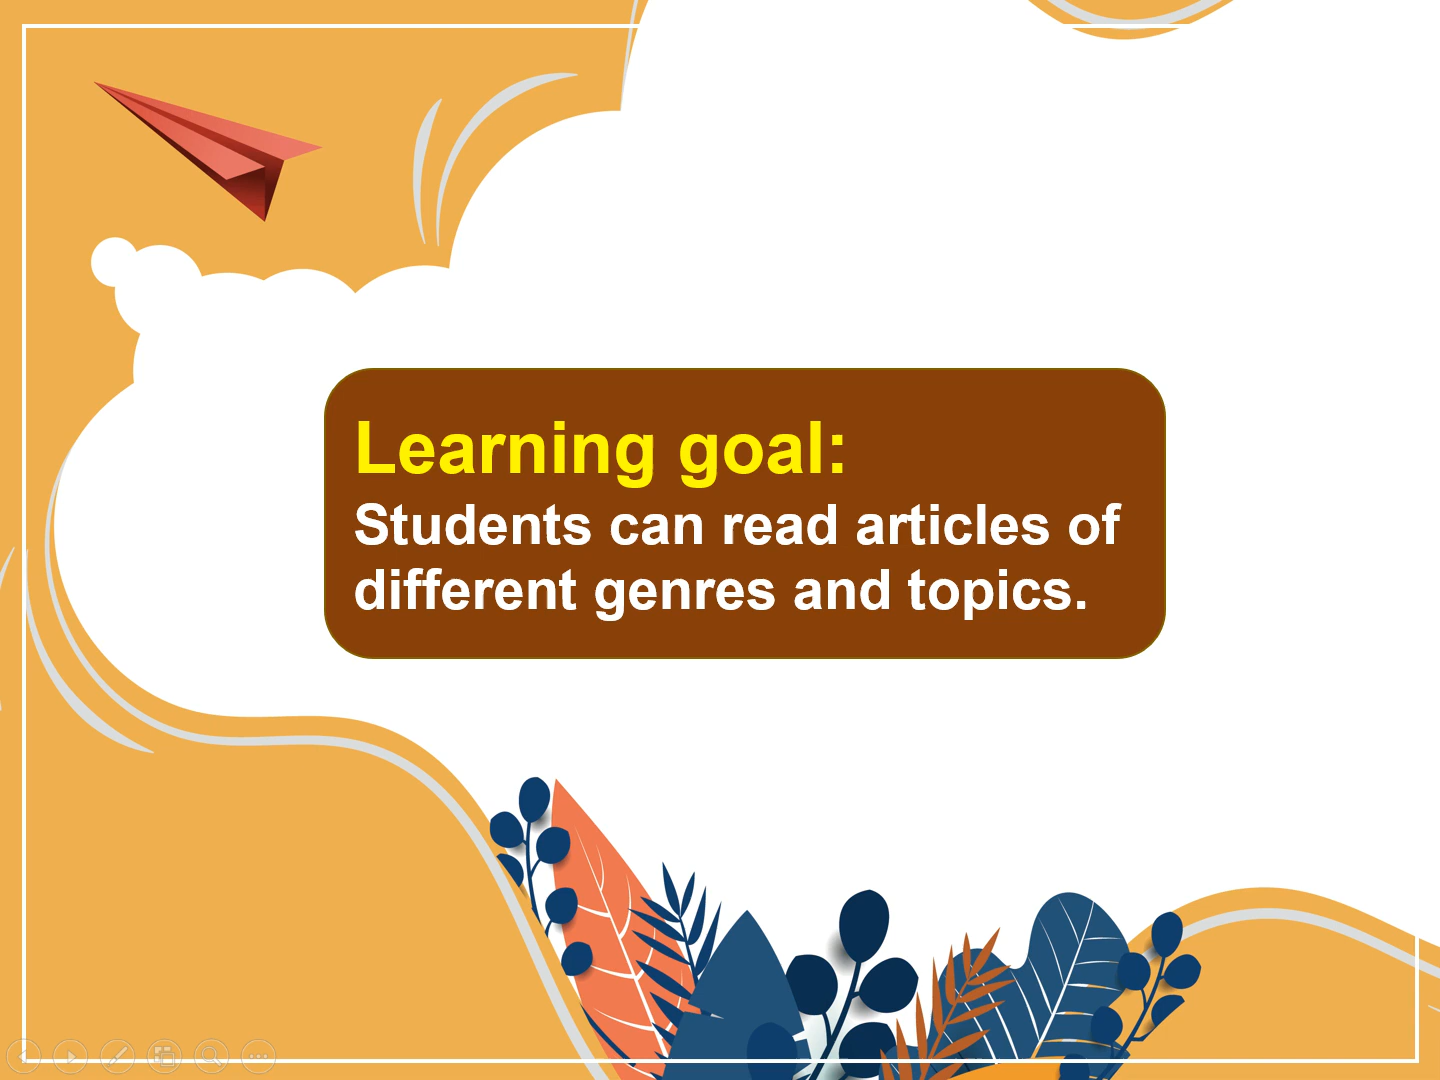 Learning goal:
Students can read articles of
different genres and topics.